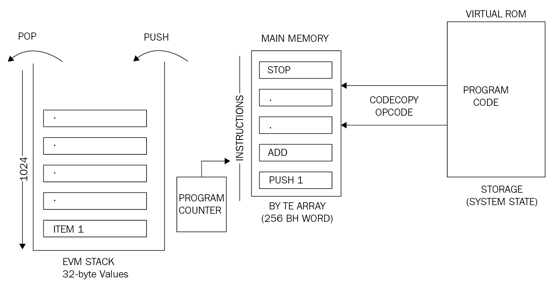 POP
PUSH
1024
.
.
.
.
ITEM 1
EVM STACK
32-byte Values
PROGRAM
COUNTER
MAIN MEMORY
INSTRUCTIONS
STOP
.
.
ADD
PUSH 1
BY TE ARRAY
(256 BH WORD)
CODECOPY
OPCODE
VIRTUAL ROM
PROGRAM
CODE
STORAGE
(SYSTEM STATE)